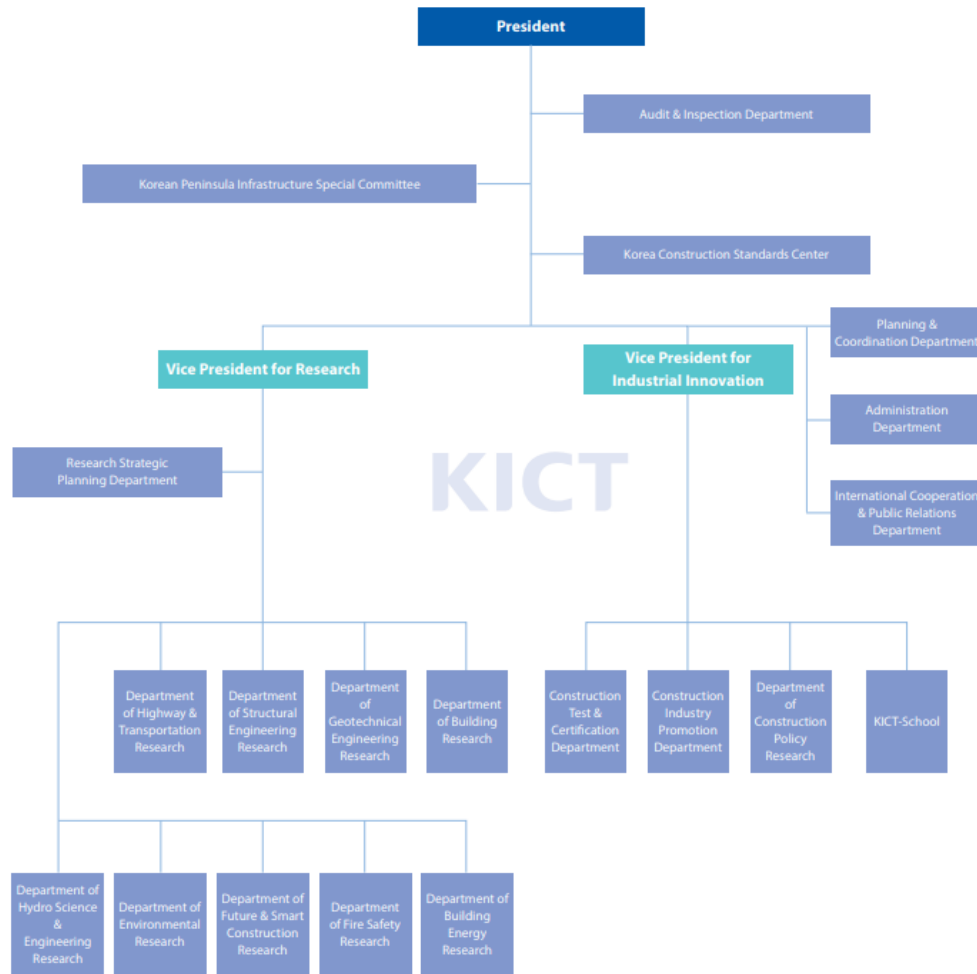 President
Audit & Inspection Department
Korean Peninsula Infrastructure Special Committee
Korea Construction Standards Center
Planning &
Coordination Department
Vice President for Research
Vice President for
Industrial Innovation
Administration
Department
Research Strategic
Planning Department
KICT
International Cooperation
& Public Relations
Department
Department
of Highway &
Transportation
Research
Department
of Structural
Engineering
Research
Department
of
Geotechnical
Engineering
Research
Department
of Building
Research
Construction
Test &
Certification
Department
Construction
Industry
Promotion
Department
Department
of
Construction
Policy
Research
KICT-School
Department of
Hydro Science
&
Engineering
Research
Department of
Environmental
Research
Department of
Future & Smart
Construction
Research
Department
of Fire Safety
Research
Department of
Building
Energy
Research